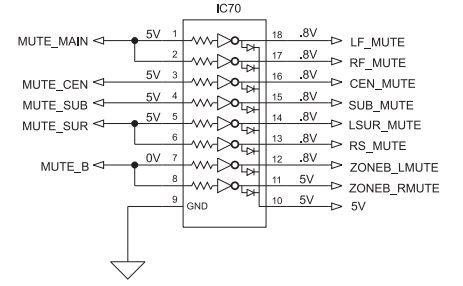 IC70
MUTE_MAIN 5V 1 18 .8V LF_MUTE
2 17 .8V RF_MUTE
MUTE_CEN 5V 3 16 .8V CEN_MUTE
MUTE_SUB 5V 4 15 .8V SUB_MUTE
MUTE_SUR 5V 5 14 .8V LSUR_MUTE
6 13 .8V RS_MUTE
MUTE_B 0V 7 12 .8V ZONEB_LMUTE
8 11 5V ZONEB_RMUTE
9 GND 10 5V 5V